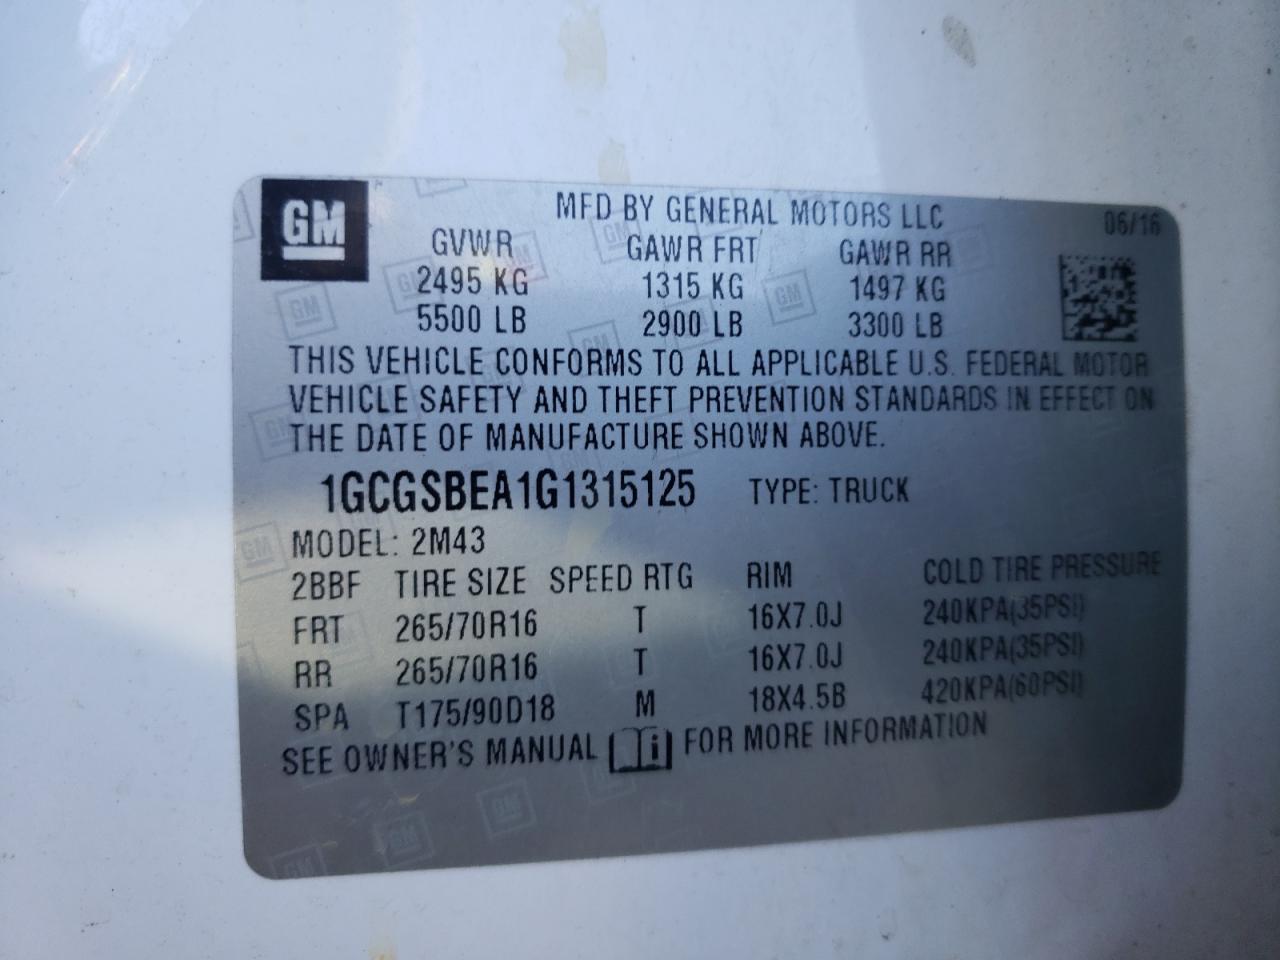 GM
MFD BY GENERAL MOTORS LLC 06/16
GVWR GAWR FRT GAWR RR
2495 KG 1315 KG 1497 KG
5500 LB 2900 LB 3300 LB
THIS VEHICLE CONFORMS TO ALL APPLICABLE U.S. FEDERAL MOTOR
VEHICLE SAFETY AND THEFT PREVENTION STANDARDS IN EFFECT ON
THE DATE OF MANUFACTURE SHOWN ABOVE.
1GCGSBEA1G1315125 TYPE: TRUCK
MODEL: 2M43
2BBF TIRE SIZE SPEED RTG RIM COLD TIRE PRESSURE
FRT 265/70R16 T 16X7.0J 240KPA(35PSI)
RR 265/70R16 T 16X7.0J 240KPA(35PSI)
SPA T175/90D18 M 18X4.5B 420KPA(60PSI)
SEE OWNER'S MANUAL i FOR MORE INFORMATION